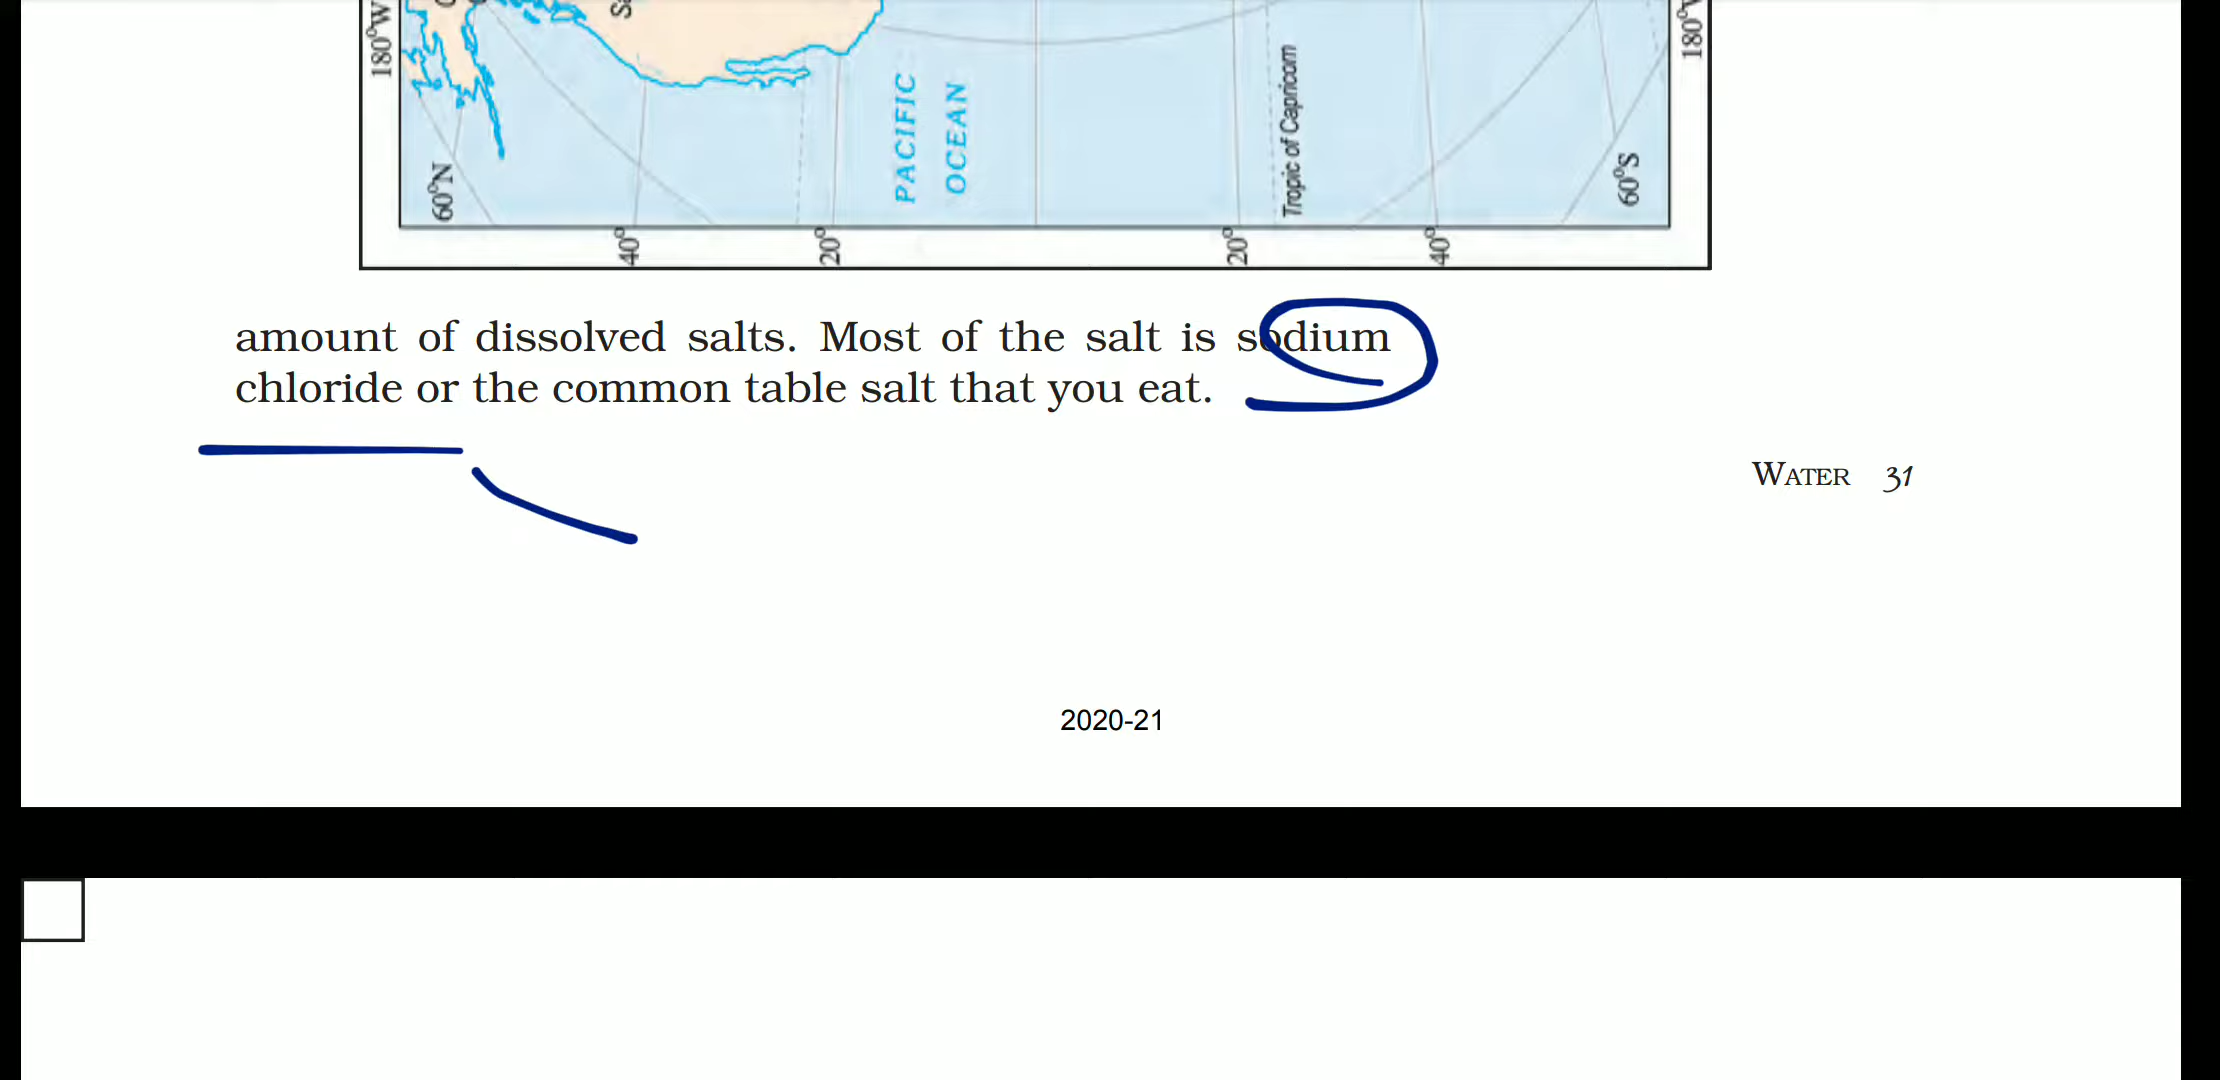 180°W
180°
60°N
PACIFIC
OCEAN
Tropic of Capricorn
60°S
40°
20°
20°
40°
amount of dissolved salts. Most of the salt is sodium
chloride or the common table salt that you eat.
WATER 31
2020-21